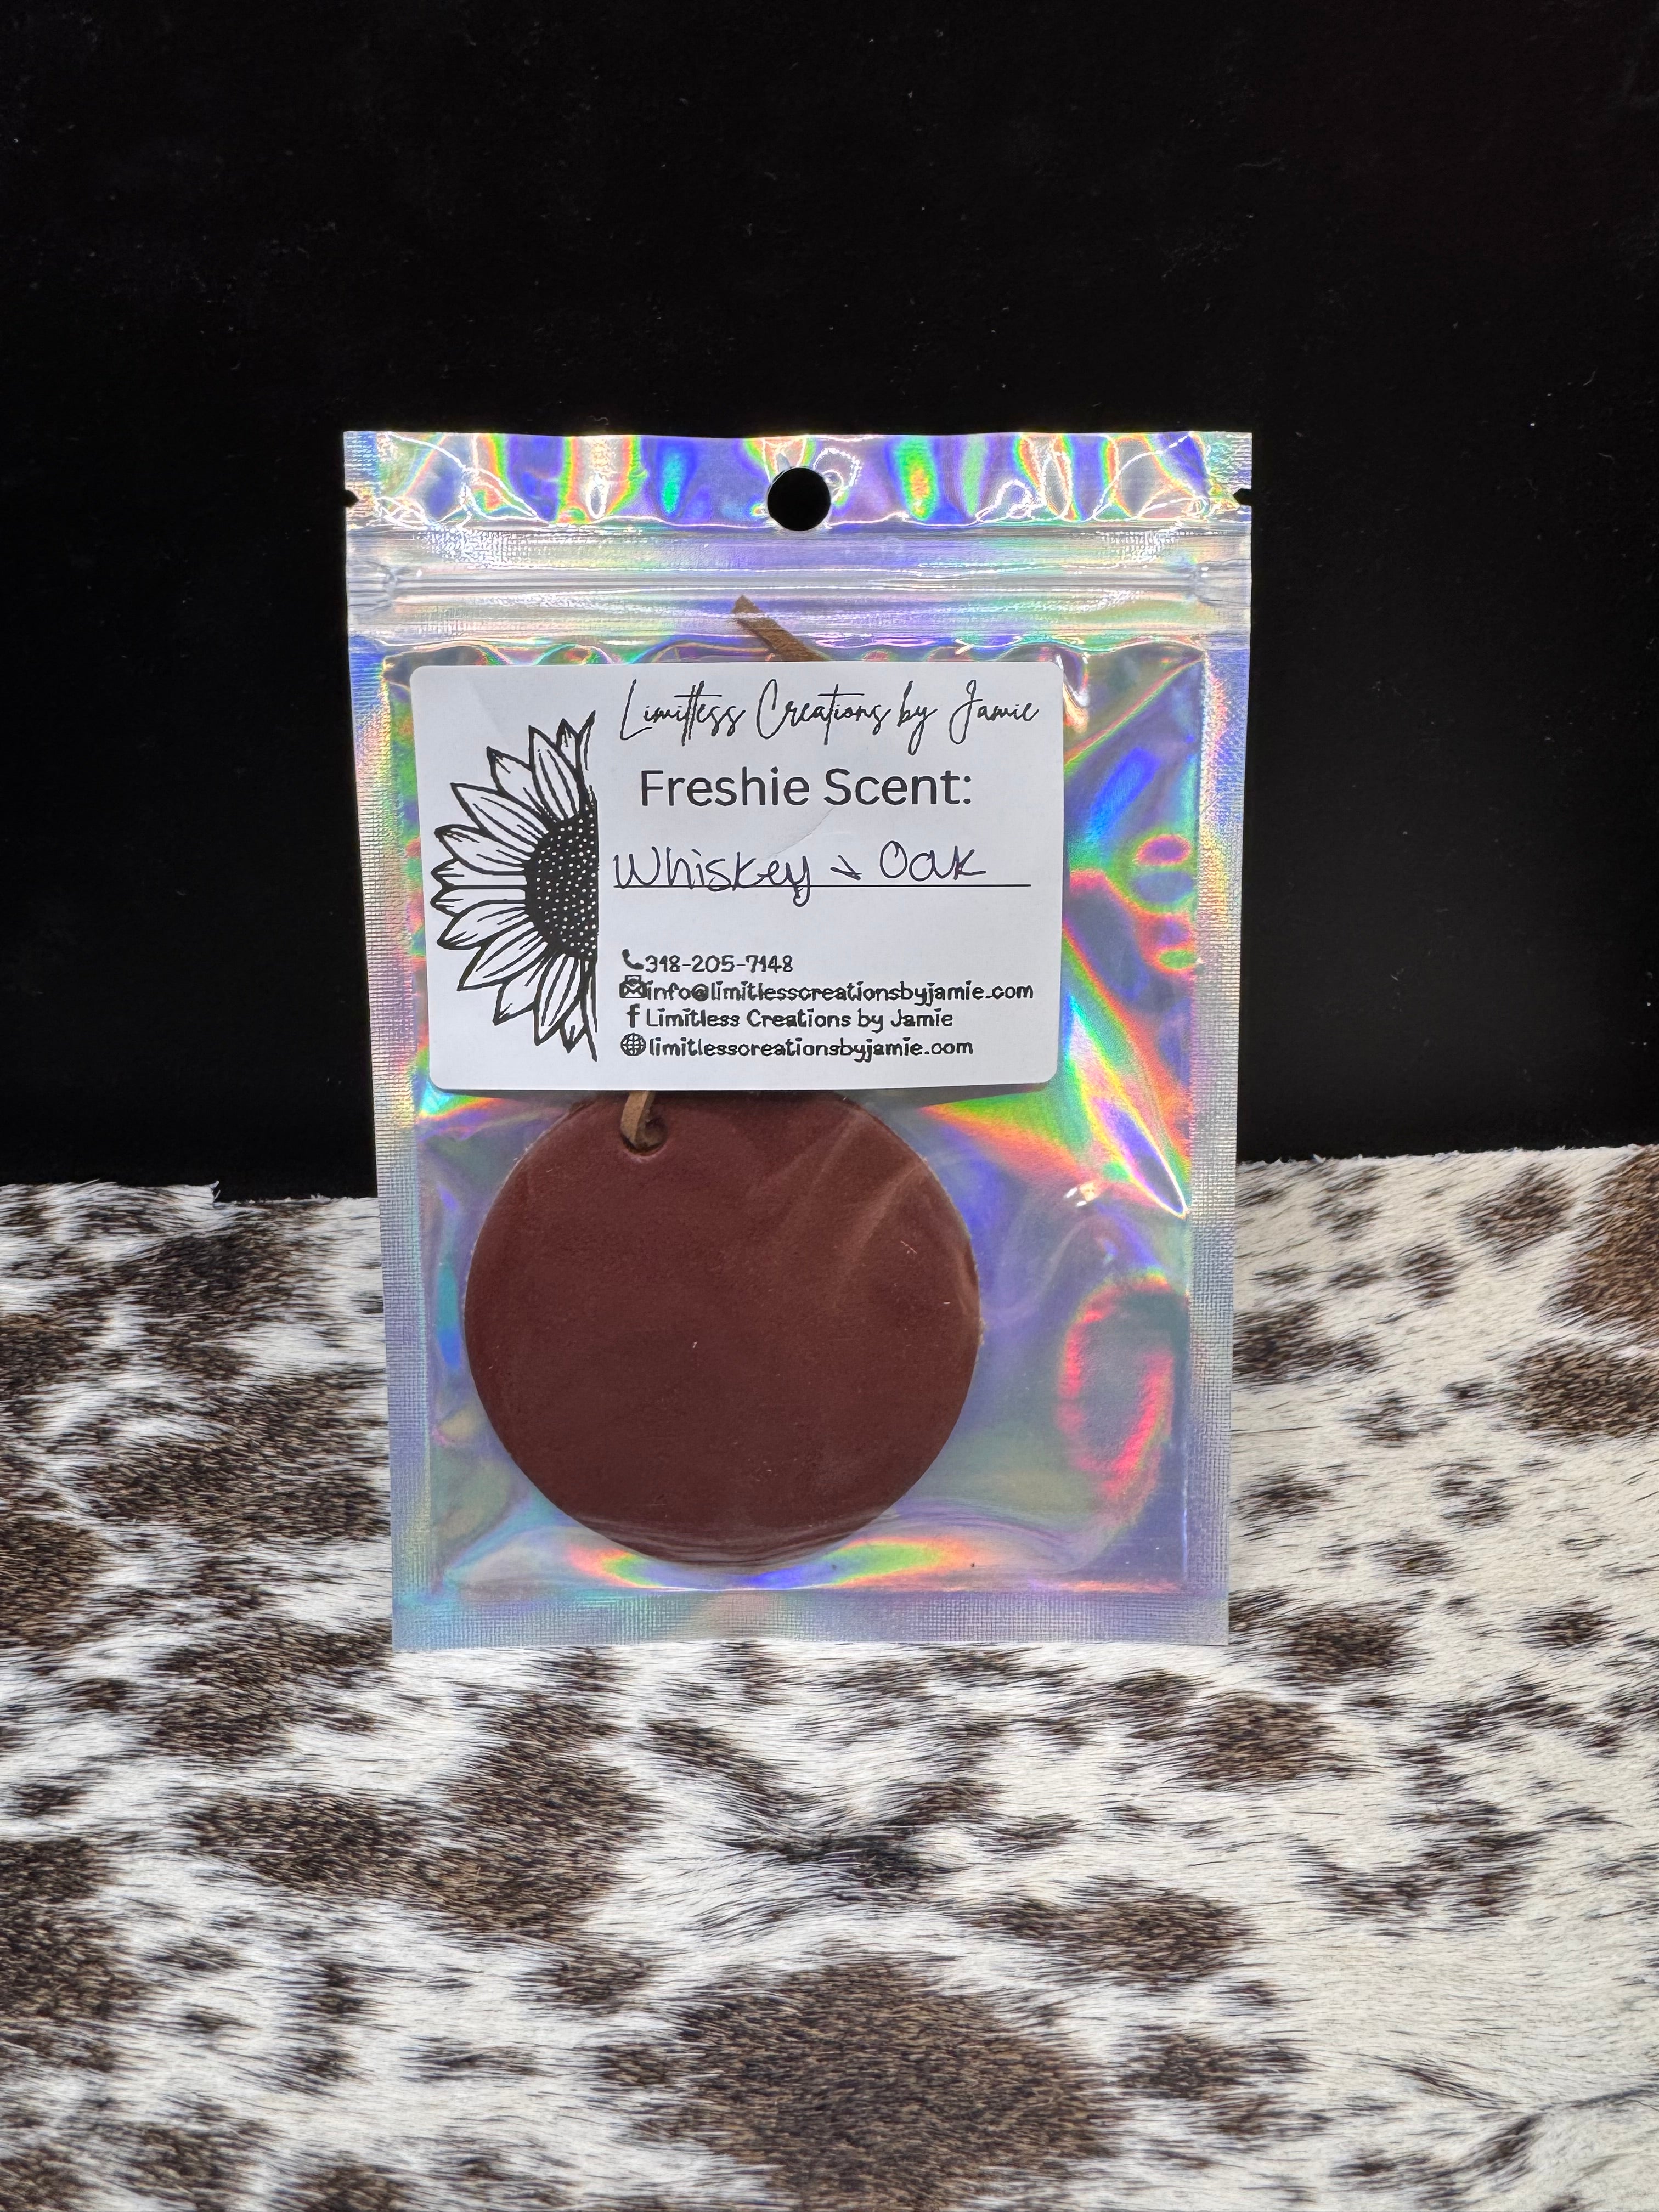 Limitless Creations by Jamie
Freshie Scent:
Whiskey & Oak
318-205-7148
info@limitlesscreationsbyjamie.com
f Limitless Creations by Jamie
limitlesscreationsbyjamie.com